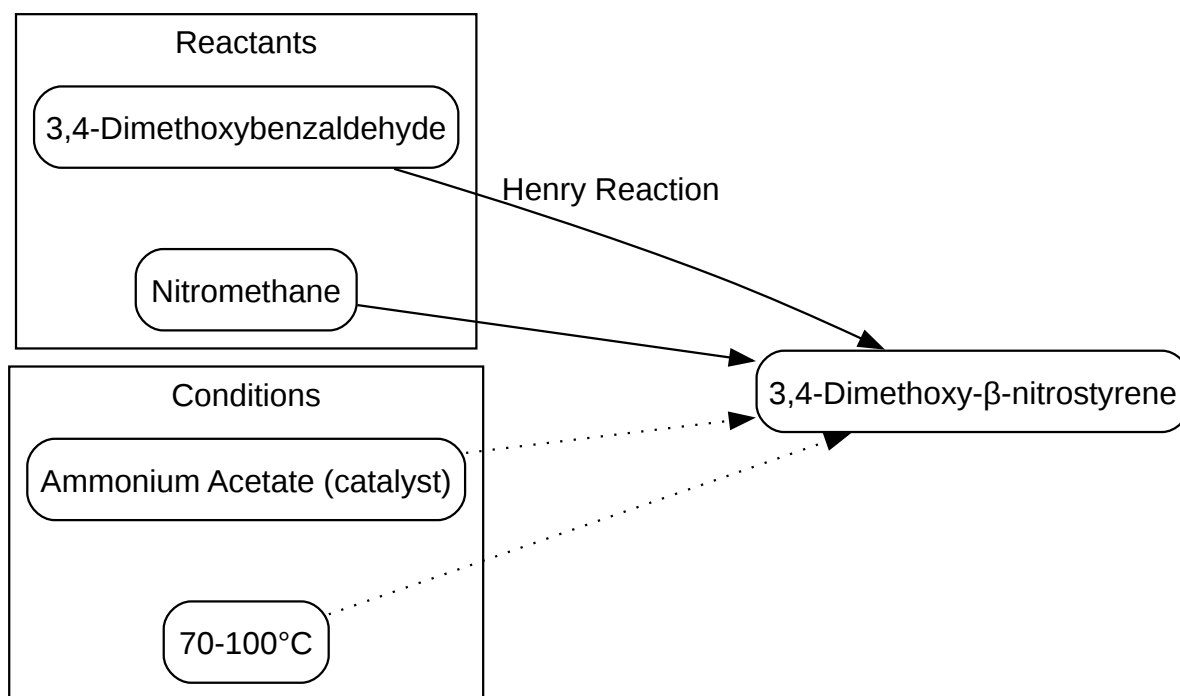 Reactants
3,4-Dimethoxybenzaldehyde
Henry Reaction
Nitromethane
Conditions
3,4-Dimethoxy-β-nitrostyrene
Ammonium Acetate (catalyst)
70-100°C